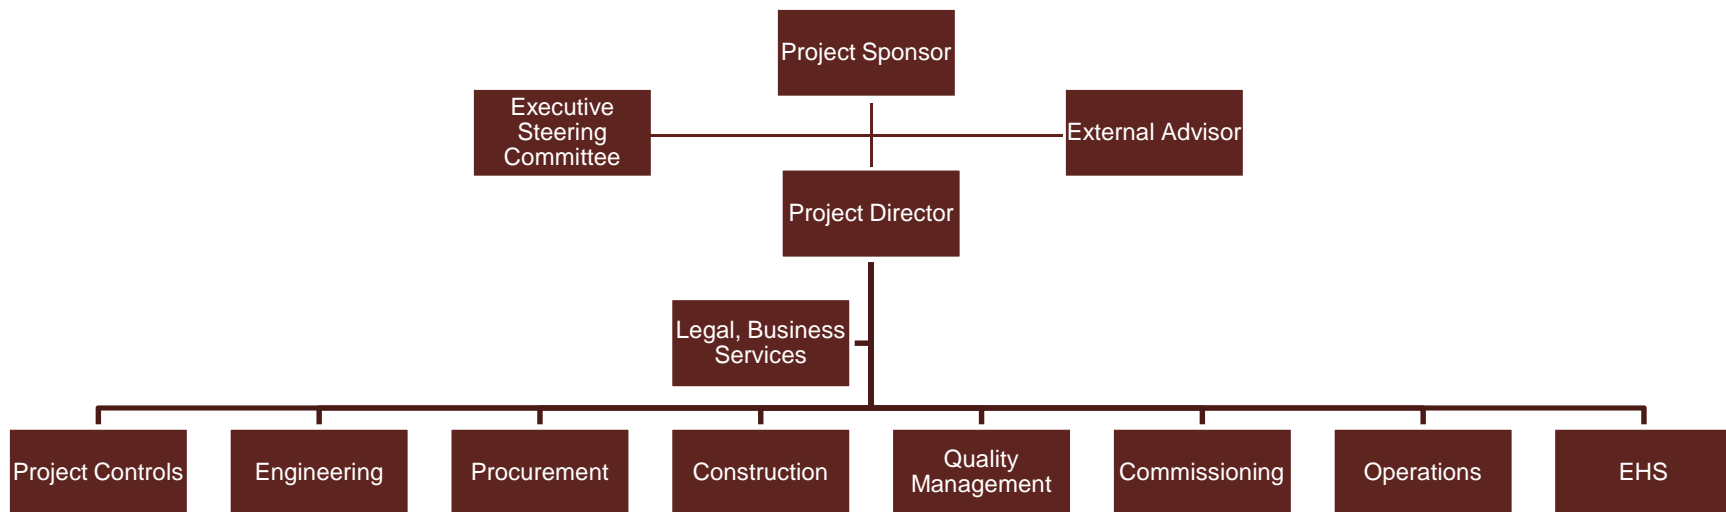 Project Sponsor
Executive
Steering
Committee
External Advisor
Project Director
Legal, Business
Services
Project Controls
Engineering
Procurement
Construction
Quality
Management
Commissioning
Operations
EHS